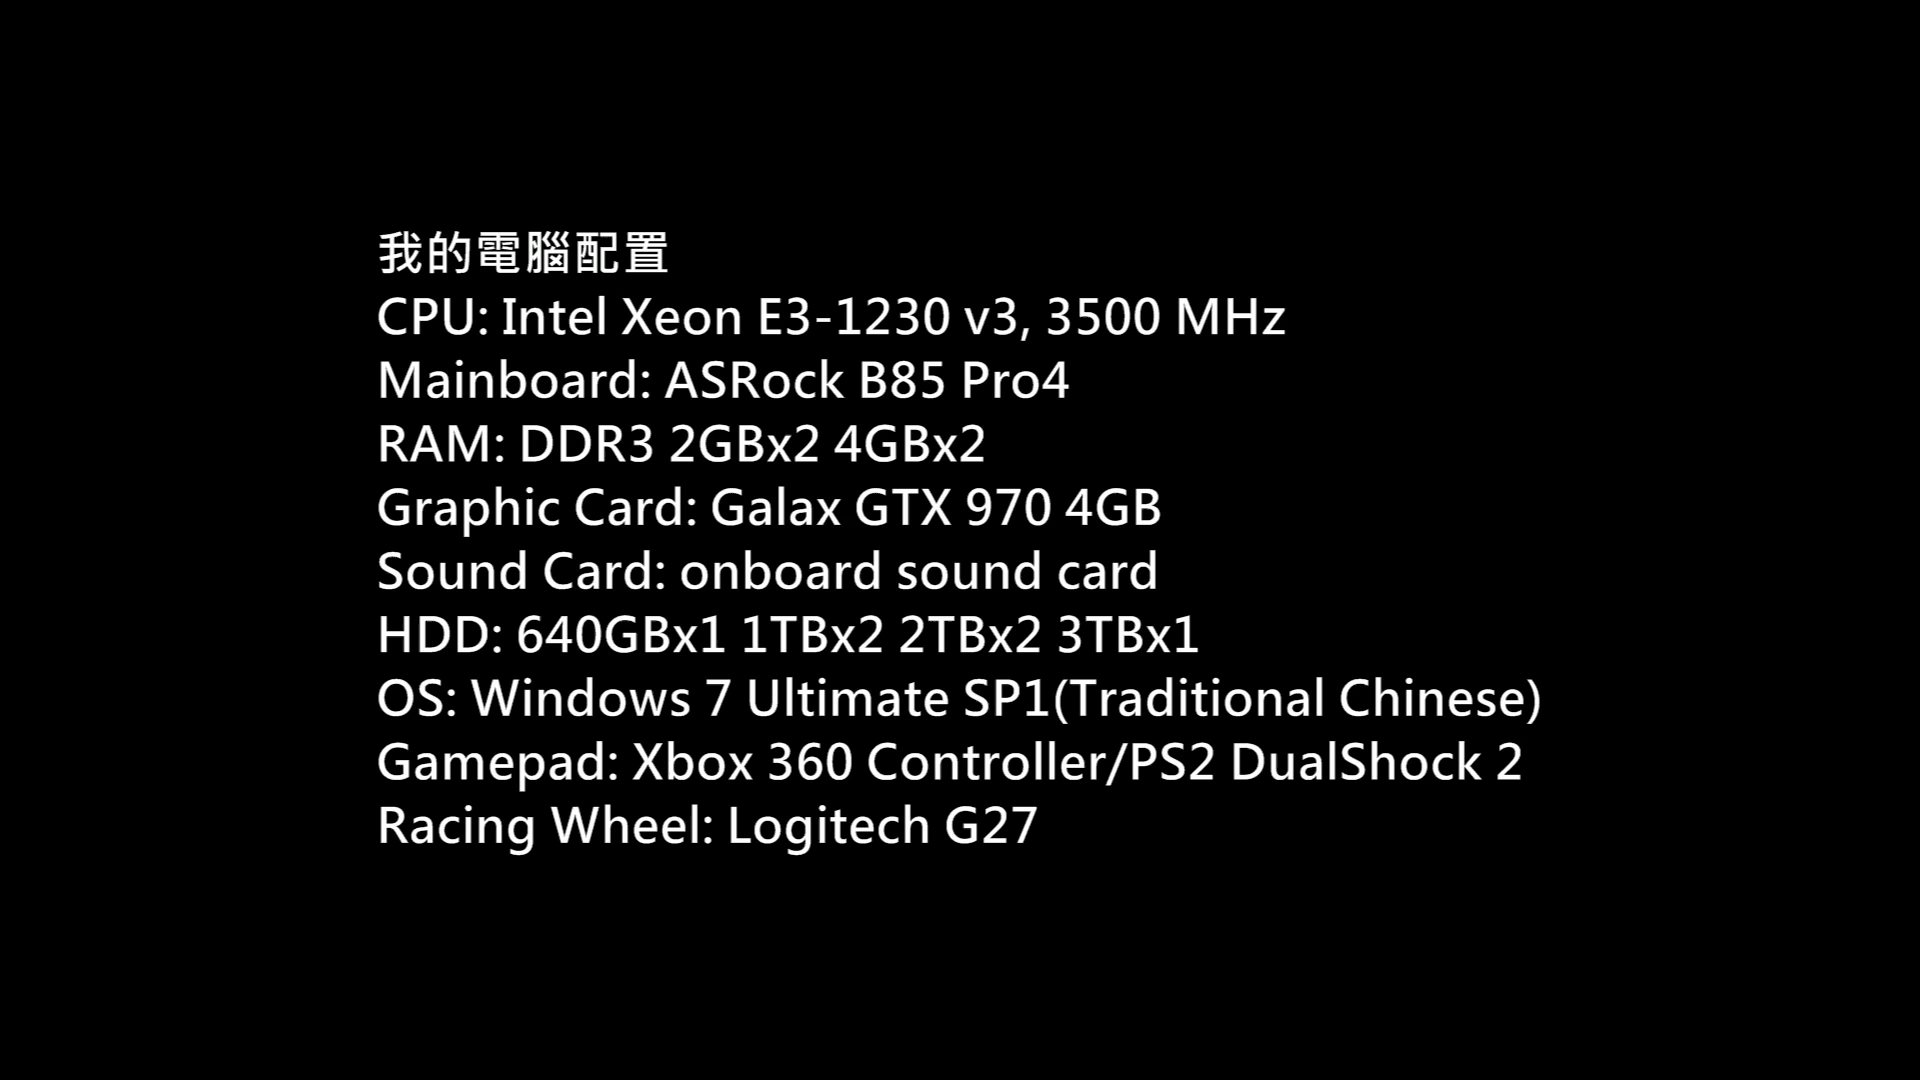 我的電腦配置
CPU: Intel Xeon E3-1230 v3, 3500 MHz
Mainboard: ASRock B85 Pro4
RAM: DDR3 2GBx2 4GBx2
Graphic Card: Galax GTX 970 4GB
Sound Card: onboard sound card
HDD: 640GBx1 1TBx2 2TBx2 3TBx1
OS: Windows 7 Ultimate SP1(Traditional Chinese)
Gamepad: Xbox 360 Controller/PS2 DualShock 2
Racing Wheel: Logitech G27